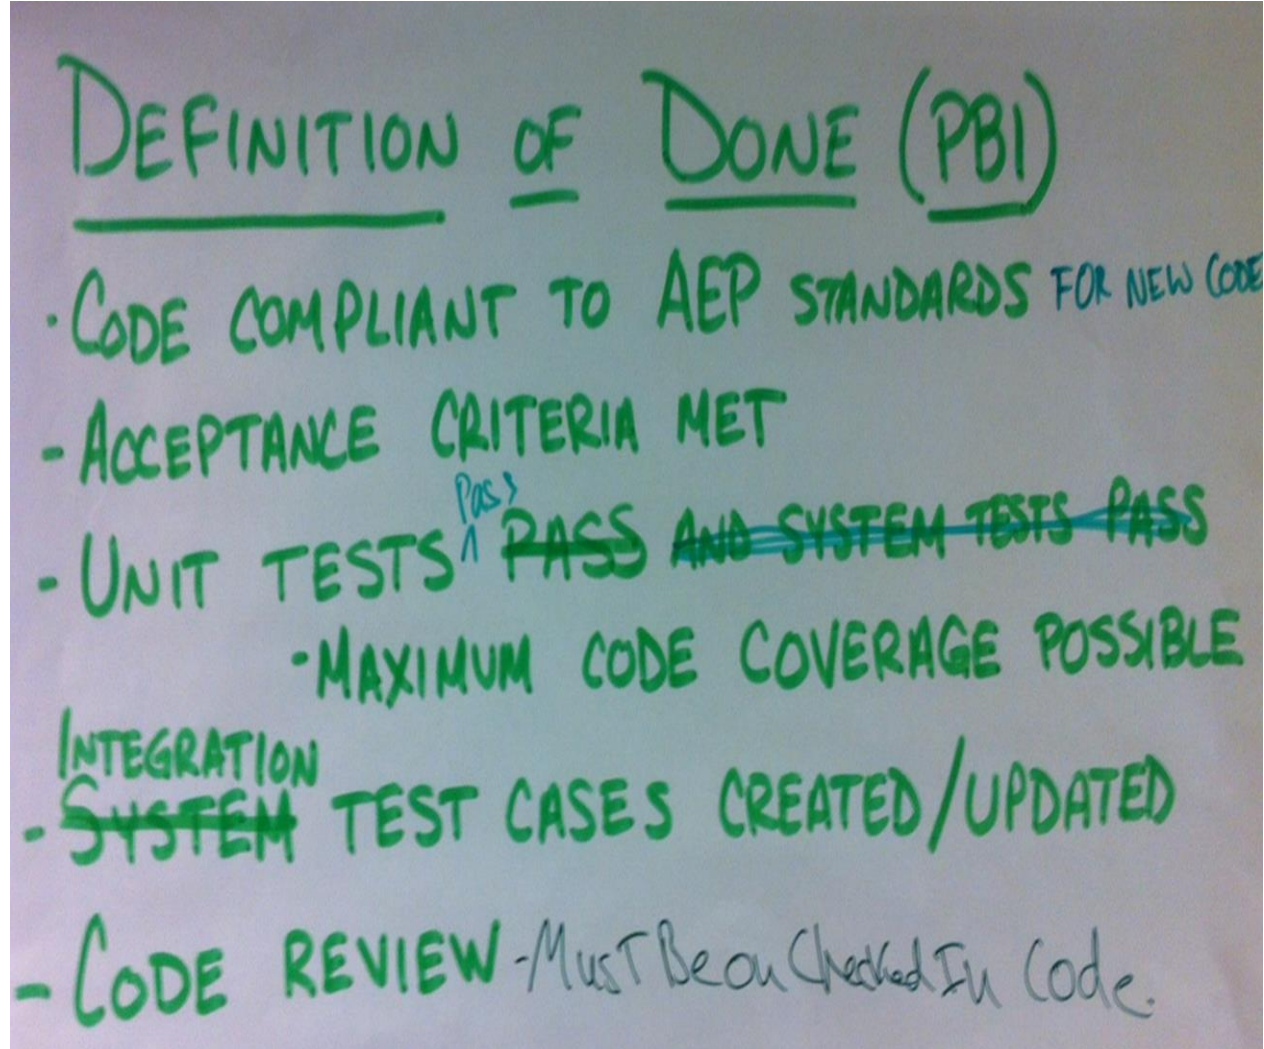 DEFINITION OF DONE (PBI)
· CODE COMPLIANT TO AEP STANDARDS FOR NEW CODE
- ACCEPTANCE CRITERIA MET
- UNIT TESTS Pass PASS AND SYSTEM TESTS PASS
- MAXIMUM CODE COVERAGE POSSIBLE
INTEGRATION
- SYSTEM TEST CASES CREATED/UPDATED
- CODE REVIEW - Must Be on Checked In Code.